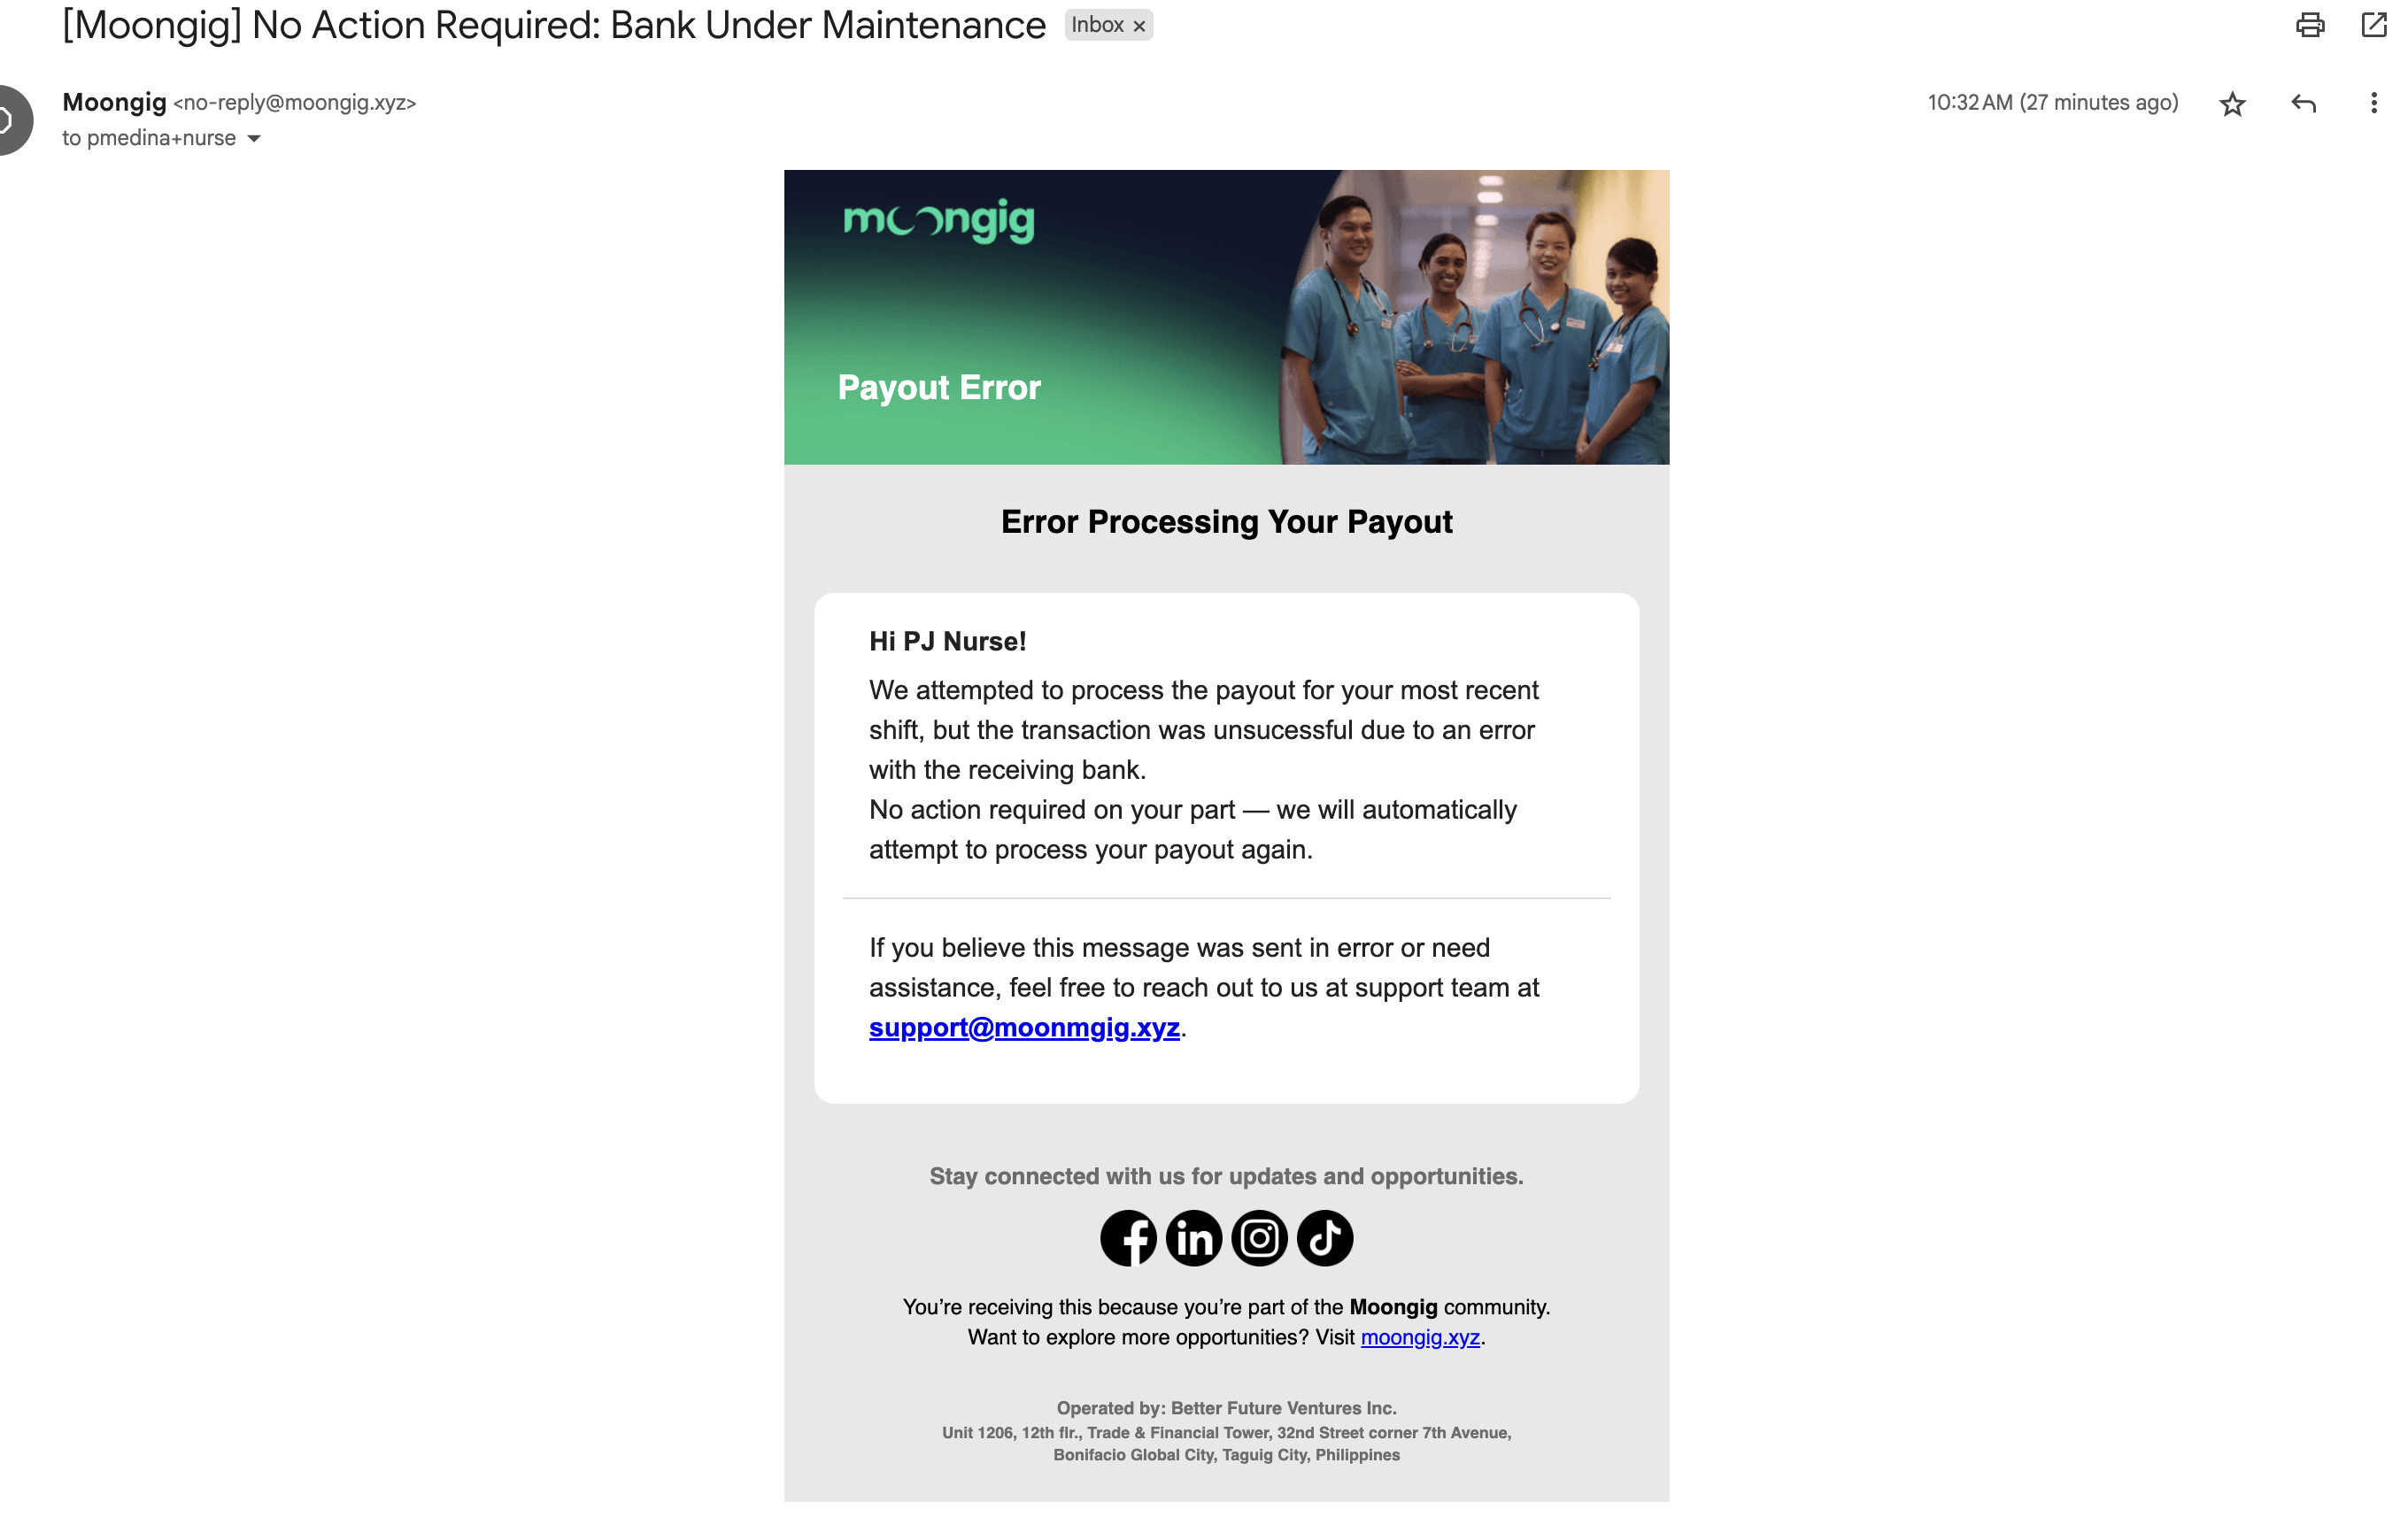 [Moongig] No Action Required: Bank Under Maintenance Inbox ×
Moongig <no-reply@moongig.xyz>
10:32 AM (27 minutes ago)
to pmedina+nurse
moongig
Payout Error
Error Processing Your Payout
Hi PJ Nurse!
We attempted to process the payout for your most recent
shift, but the transaction was unsucessful due to an error
with the receiving bank.
No action required on your part — we will automatically
attempt to process your payout again.
If you believe this message was sent in error or need
assistance, feel free to reach out to us at support team at
support@moonmgig.xyz.
Stay connected with us for updates and opportunities.
You’re receiving this because you’re part of the Moongig community.
Want to explore more opportunities? Visit moongig.xyz.
Operated by: Better Future Ventures Inc.
Unit 1206, 12th flr., Trade & Financial Tower, 32nd Street corner 7th Avenue,
Bonifacio Global City, Taguig City, Philippines